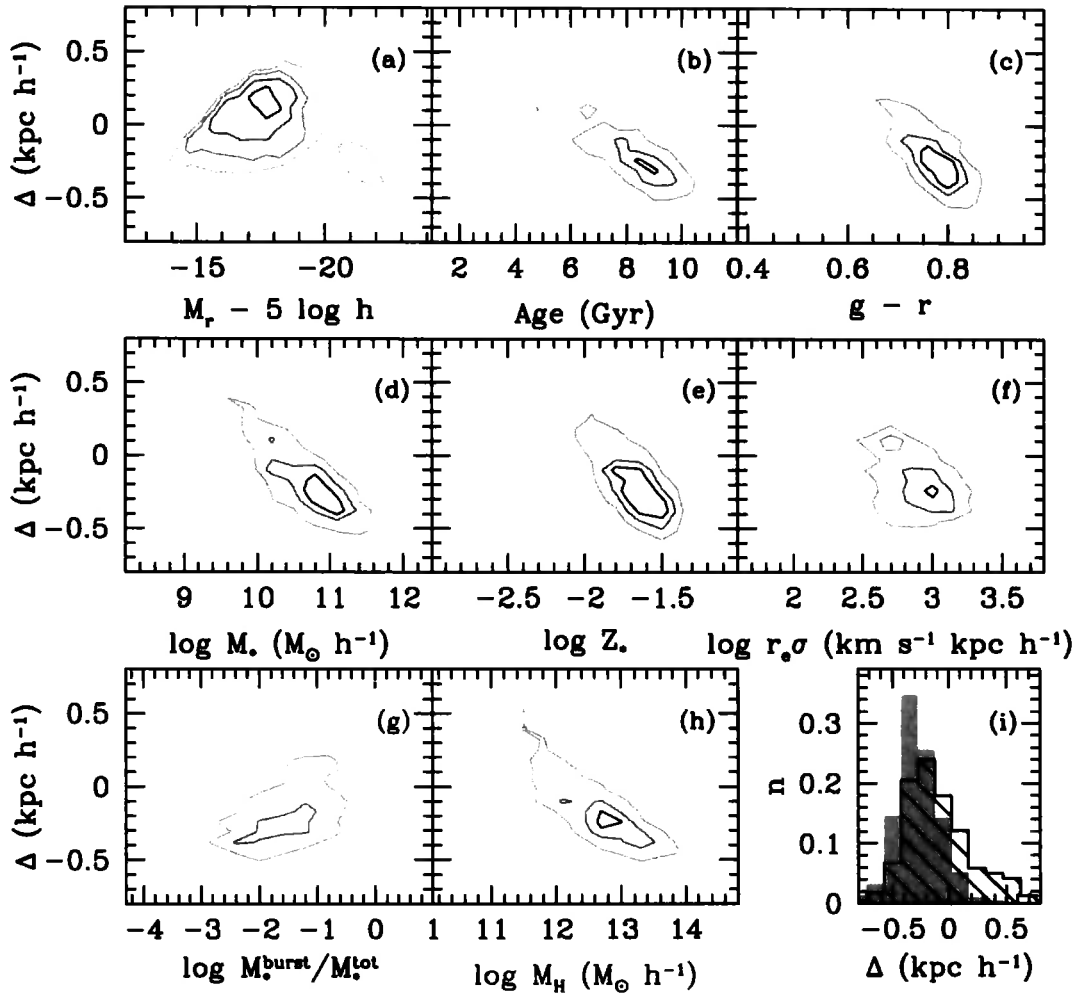 Δ (kpc h⁻¹)
0.5
0
−0.5
(a)
(b)
(c)
−15
−20
2
4
6
8
10
0.4
0.6
0.8
M_r − 5 log h
Age (Gyr)
g − r
Δ (kpc h⁻¹)
0.5
0
−0.5
(d)
(e)
(f)
9
10
11
12
−2.5
−2
−1.5
2
2.5
3
3.5
log M_* (M_⊙ h⁻¹)
log Z_*
log r_e σ (km s⁻¹ kpc h⁻¹)
Δ (kpc h⁻¹)
0.5
0
−0.5
(g)
(h)
n
0.3
0.2
0.1
0
(i)
−4
−3
−2
−1
0
1
11
12
13
14
−0.5
0
0.5
log M_*^burst/M_*^tot
log M_H (M_⊙ h⁻¹)
Δ (kpc h⁻¹)